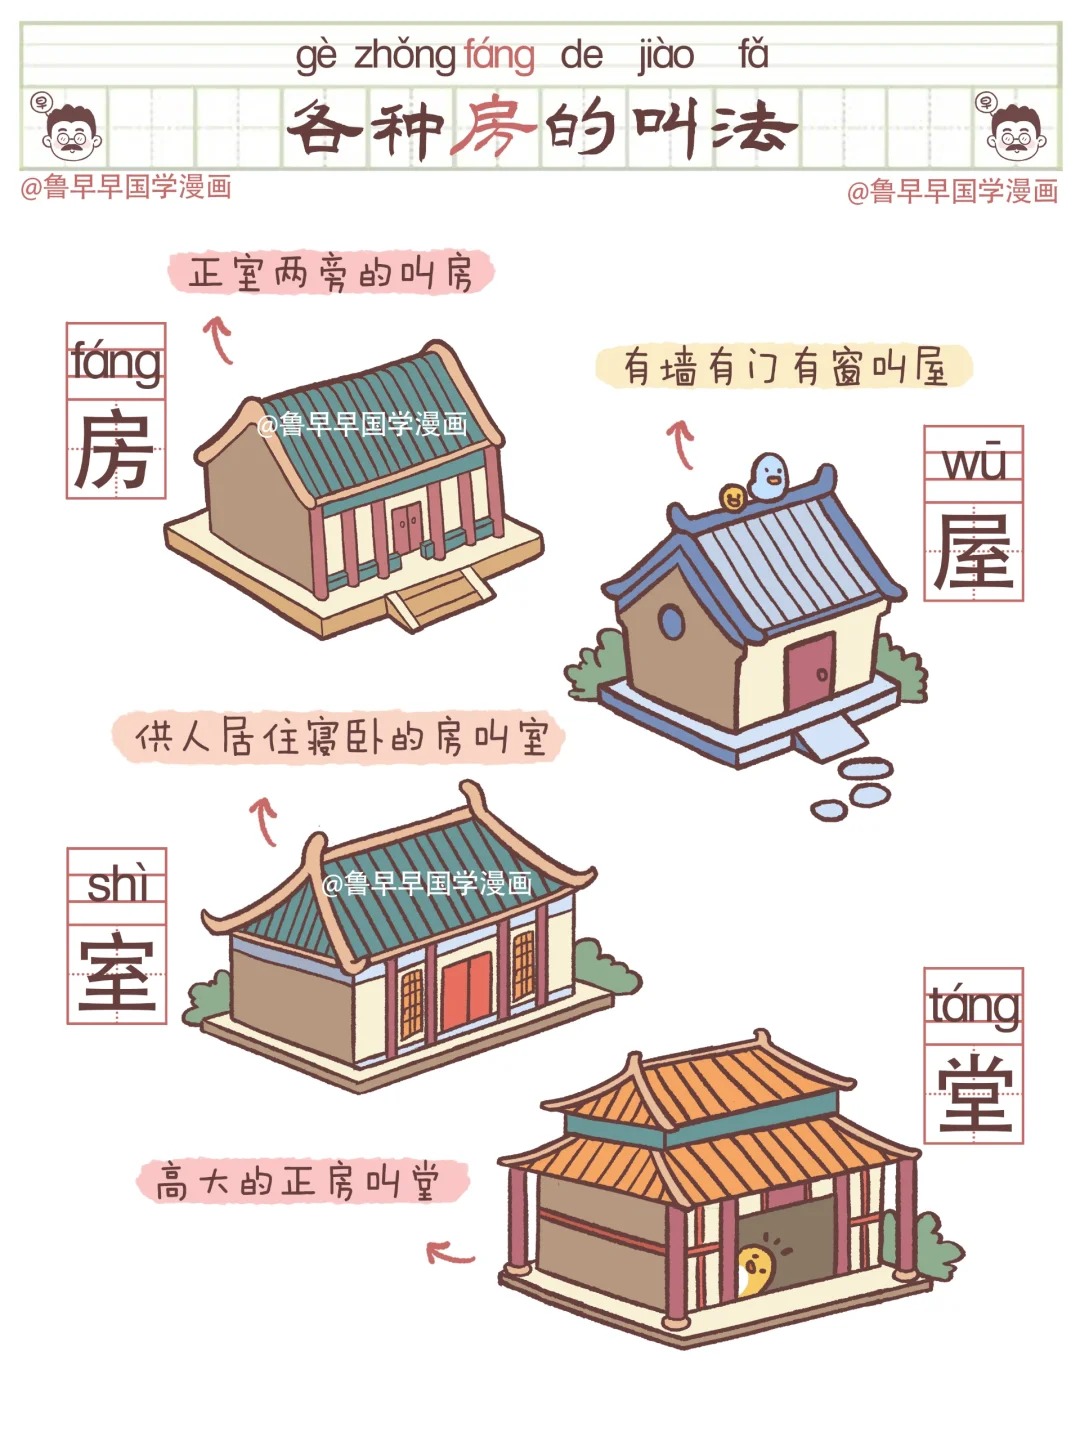 gè zhǒng fáng de jiào fǎ
早
早
各种房的叫法
@鲁早早国学漫画
@鲁早早国学漫画
正室两旁的叫房
fáng
房
@鲁早早国学漫画
有墙有门有窗叫屋
wū
屋
供人居住寝卧的房叫室
shì
室
@鲁早早国学漫画
táng
堂
高大的正房叫堂